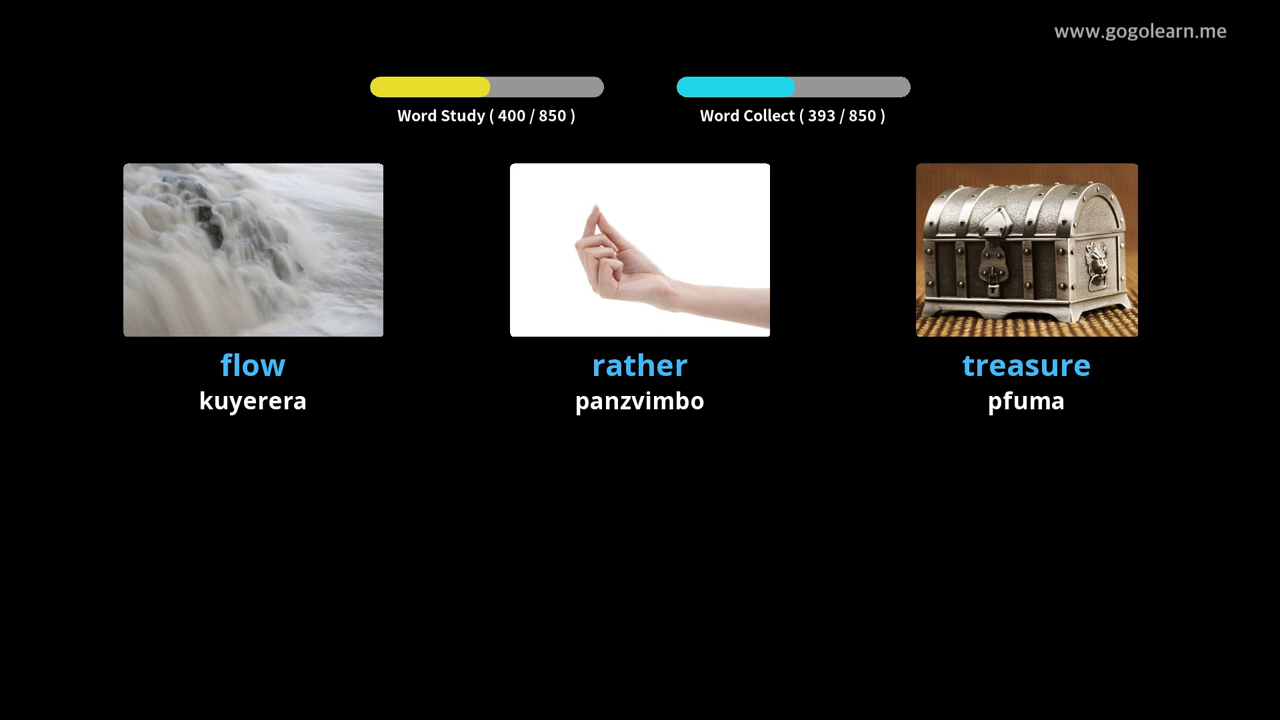 www.gogolearn.me
Word Study ( 400 / 850 )
Word Collect ( 393 / 850 )
flow
kuyerera
rather
panzvimbo
treasure
pfuma